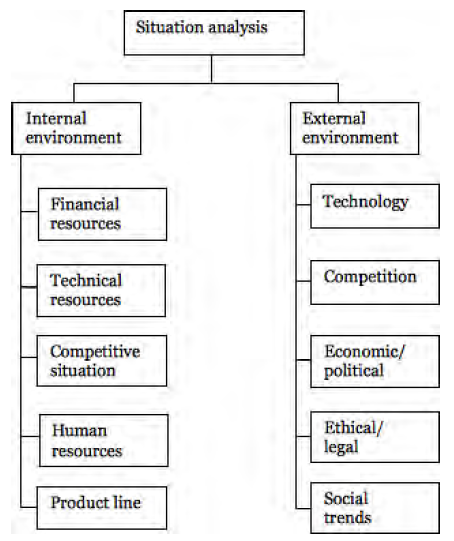 Situation analysis
Internal
environment
Financial
resources
Technical
resources
Competitive
situation
Human
resources
Product line
External
environment
Technology
Competition
Economic/
political
Ethical/
legal
Social
trends